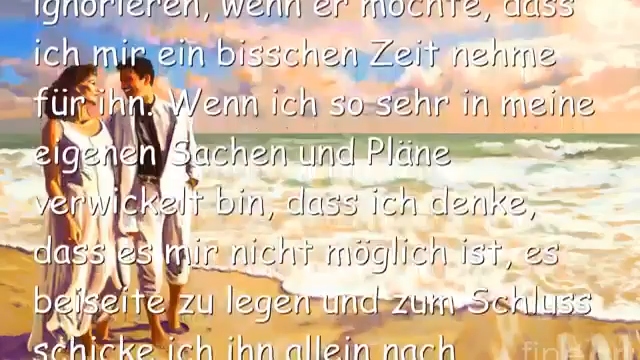 ignorieren, wenn er möchte, dass
ich mir ein bisschen Zeit nehme
für ihn. Wenn ich so sehr in meine
eigenen Sachen und Pläne
verwickelt bin, dass ich denke,
dass es mir nicht möglich ist, es
beiseite zu legen und zum Schluss
schicke ich ihn allein nach